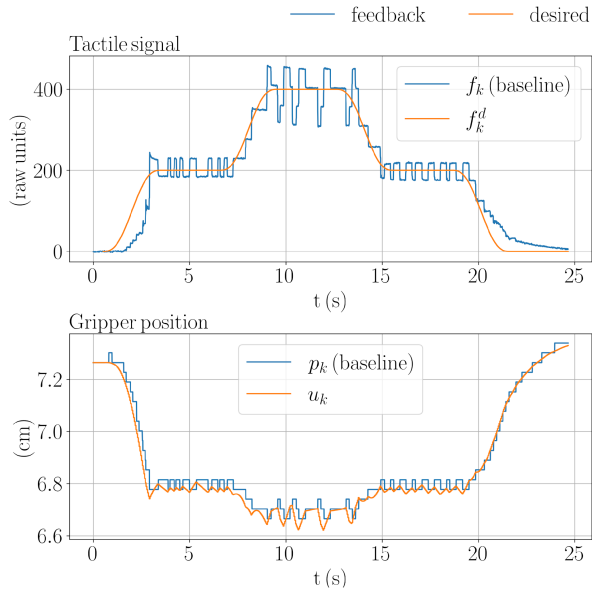 feedback desired
Tactile signal
(raw units)
400
200
0
f_k (baseline)
f_k^d
0 5 10 15 20 25
t (s)
Gripper position
(cm)
7.2
7.0
6.8
6.6
p_k (baseline)
u_k
0 5 10 15 20 25
t (s)